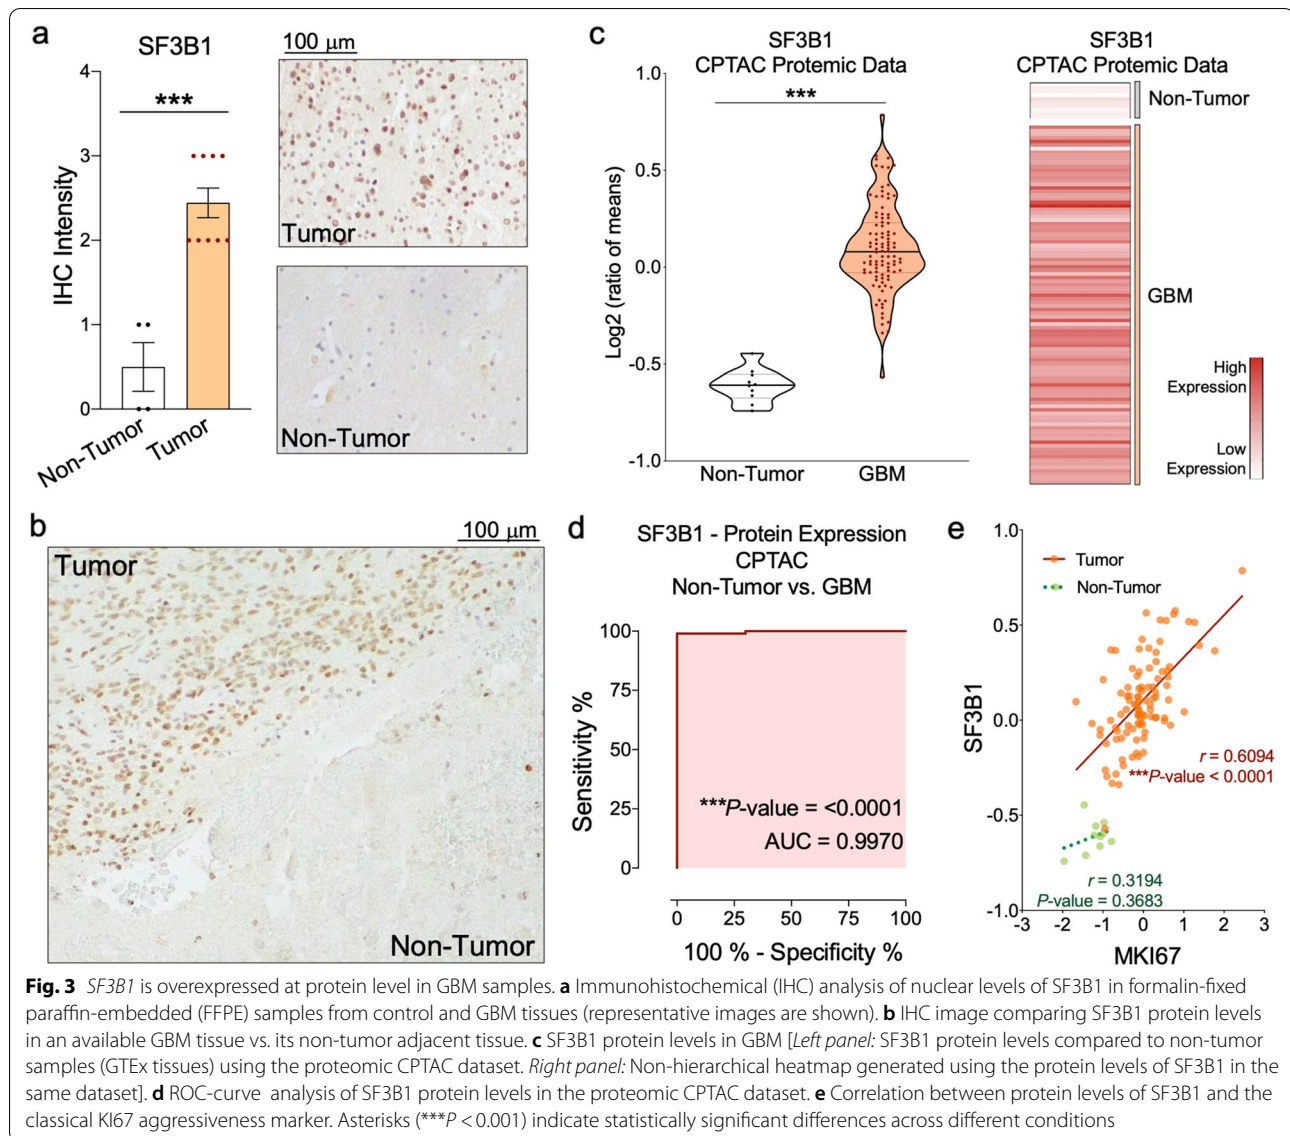 a
SF3B1
***
4
3
2
1
0
IHC Intensity
Non-Tumor
Tumor
100 μm
Tumor
Non-Tumor
c
SF3B1
CPTAC Protemic Data
***
1.0
0.5
0.0
-0.5
-1.0
Log2 (ratio of means)
Non-Tumor
GBM
SF3B1
CPTAC Protemic Data
Non-Tumor
GBM
High
Expression
Low
Expression
b
100 μm
Tumor
Non-Tumor
d
SF3B1 - Protein Expression
CPTAC
Non-Tumor vs. GBM
100
75
50
25
0
Sensitivity %
***P-value = <0.0001
AUC = 0.9970
0 25 50 75 100
100 % - Specificity %
e
Tumor
Non-Tumor
1.0
0.5
0.0
-0.5
-1.0
SF3B1
r = 0.6094
***P-value < 0.0001
r = 0.3194
P-value = 0.3683
-3 -2 -1 0 1 2 3
MKI67
Fig. 3 SF3B1 is overexpressed at protein level in GBM samples. a Immunohistochemical (IHC) analysis of nuclear levels of SF3B1 in formalin-fixed
paraffin-embedded (FFPE) samples from control and GBM tissues (representative images are shown). b IHC image comparing SF3B1 protein levels
in an available GBM tissue vs. its non-tumor adjacent tissue. c SF3B1 protein levels in GBM [Left panel: SF3B1 protein levels compared to non-tumor
samples (GTEx tissues) using the proteomic CPTAC dataset. Right panel: Non-hierarchical heatmap generated using the protein levels of SF3B1 in the
same dataset]. d ROC-curve analysis of SF3B1 protein levels in the proteomic CPTAC dataset. e Correlation between protein levels of SF3B1 and the
classical KI67 aggressiveness marker. Asterisks (***P < 0.001) indicate statistically significant differences across different conditions